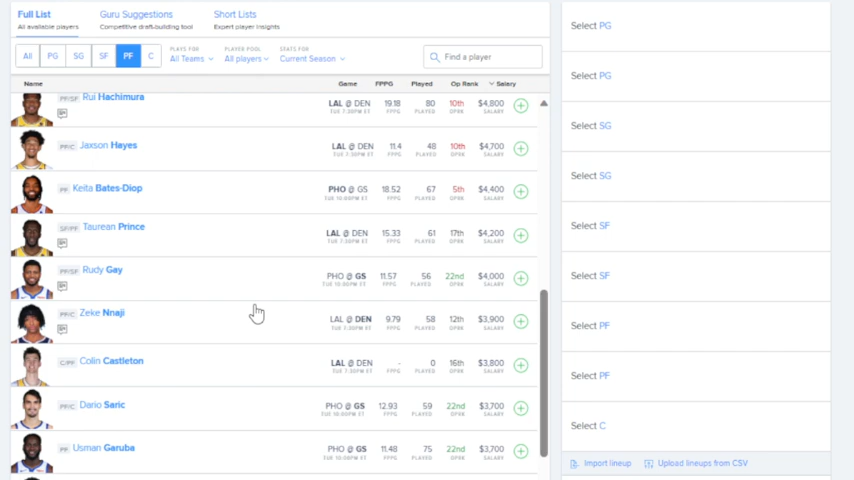 Full List
All available players
Guru Suggestions
Competitive draft-building tool
Short Lists
Expert player insights
All PG SG SF PF C
PLAYS FOR
All Teams
PLAYER POOL
All players
STATS FOR
Current Season
Find a player
Name Game FPPG Played Op Rank Salary
PF/SF Rui Hachimura LAL @ DEN 19.18 80 10th $4,800
TUE 7:30PM ET FPPG PLAYED OPRK SALARY
PF/C Jaxson Hayes LAL @ DEN 11.4 48 10th $4,700
TUE 7:30PM ET FPPG PLAYED OPRK SALARY
PF Keita Bates-Diop PHO @ GS 18.52 67 5th $4,400
TUE 10:00PM ET FPPG PLAYED OPRK SALARY
SF/PF Taurean Prince LAL @ DEN 15.33 61 17th $4,200
TUE 7:30PM ET FPPG PLAYED OPRK SALARY
PF/SF Rudy Gay PHO @ GS 11.57 56 22nd $4,000
TUE 10:00PM ET FPPG PLAYED OPRK SALARY
PF/C Zeke Nnaji LAL @ DEN 9.79 58 12th $3,900
TUE 7:30PM ET FPPG PLAYED OPRK SALARY
C/PF Colin Castleton LAL @ DEN - 0 16th $3,800
TUE 7:30PM ET FPPG PLAYED OPRK SALARY
PF/C Dario Saric PHO @ GS 12.93 59 22nd $3,700
TUE 10:00PM ET FPPG PLAYED OPRK SALARY
PF Usman Garuba PHO @ GS 11.48 75 22nd $3,700
TUE 10:00PM ET FPPG PLAYED OPRK SALARY
Select PG
Select PG
Select SG
Select SG
Select SF
Select SF
Select PF
Select PF
Select C
Import lineup Upload lineups from CSV